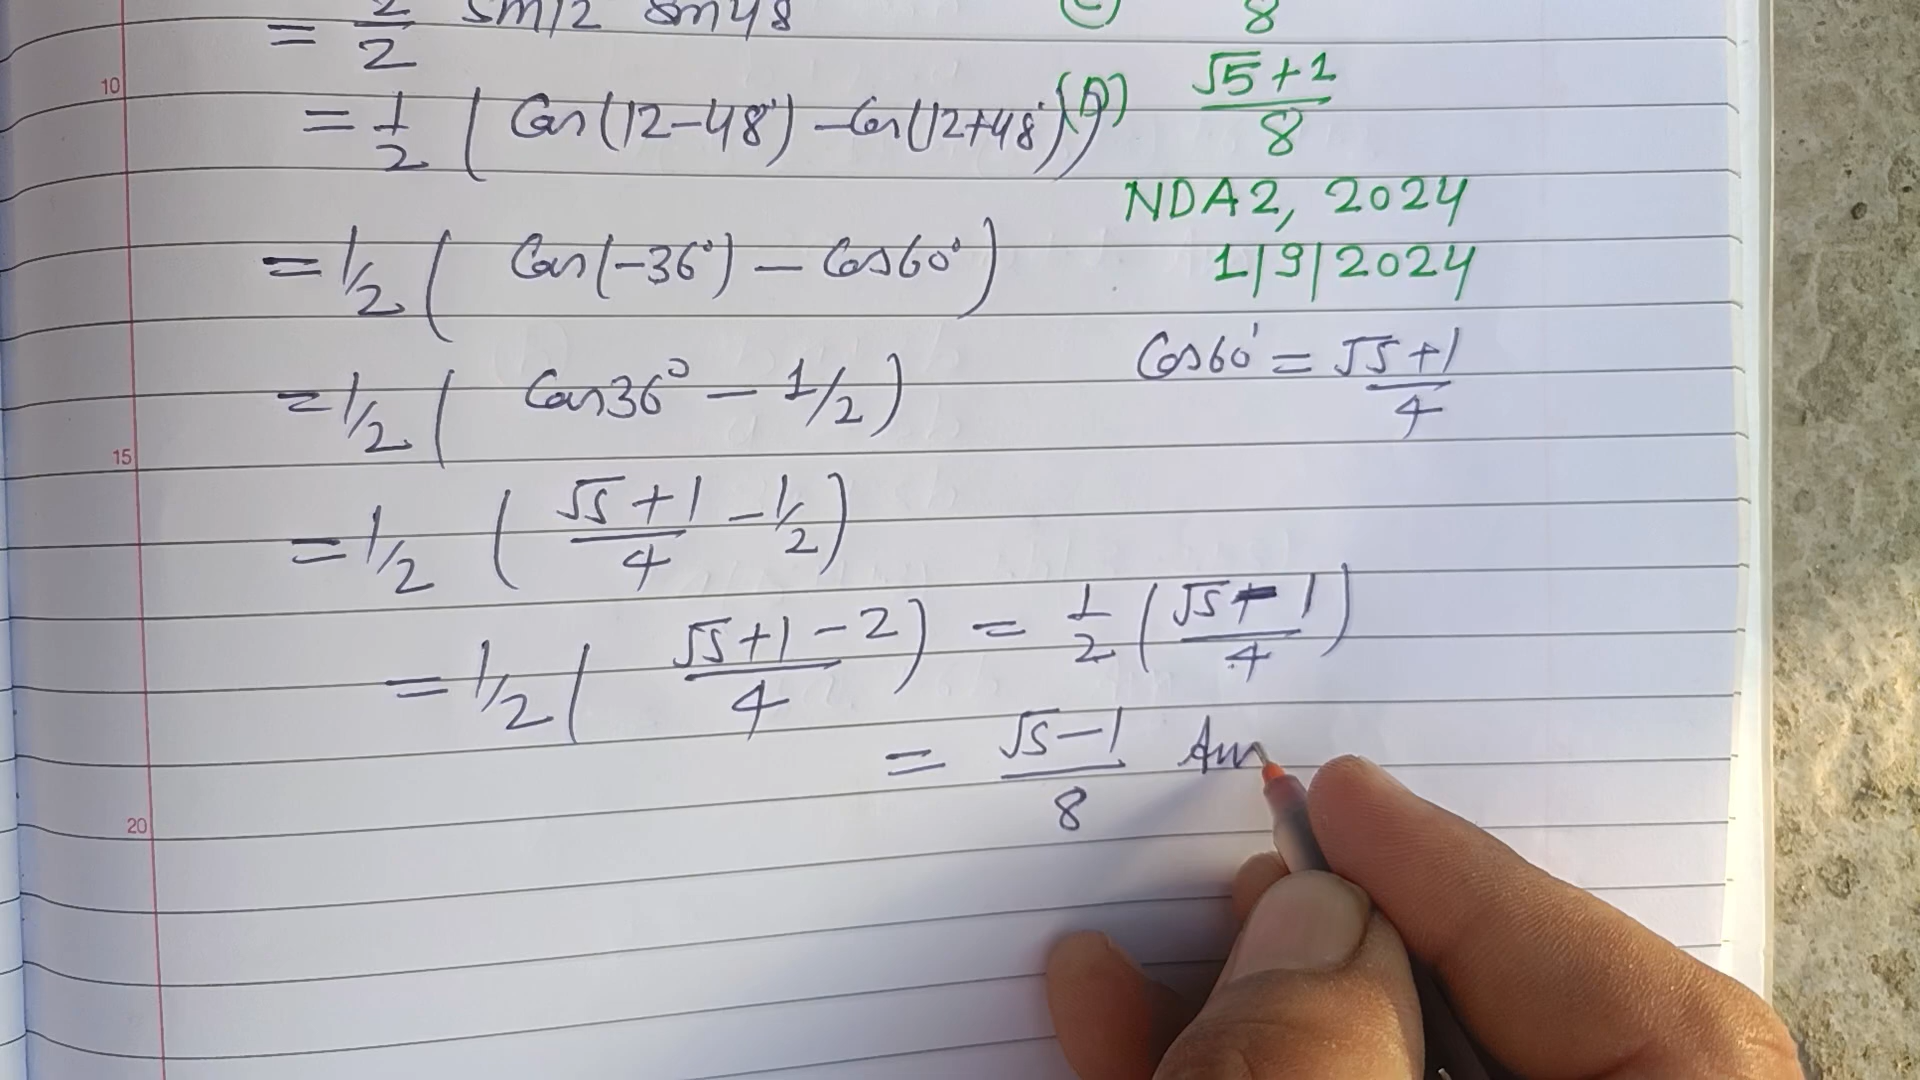 = 2/2 sin12 sin48
(C) 8
10
= 1/2 ( Cos(12-48°) - Cos(12+48°))
(D) √5+1/8
NDA2, 2024
= 1/2 ( Cos(-36°) - Cos60°)
1/9/2024
= 1/2 ( Cos36° - 1/2)
Cos60° = √5+1/4
15
= 1/2 ( √5+1/4 - 1/2)
= 1/2 ( √5+1-2/4 ) = 1/2 (√5-1/4)
= √5-1/8 Ans
20